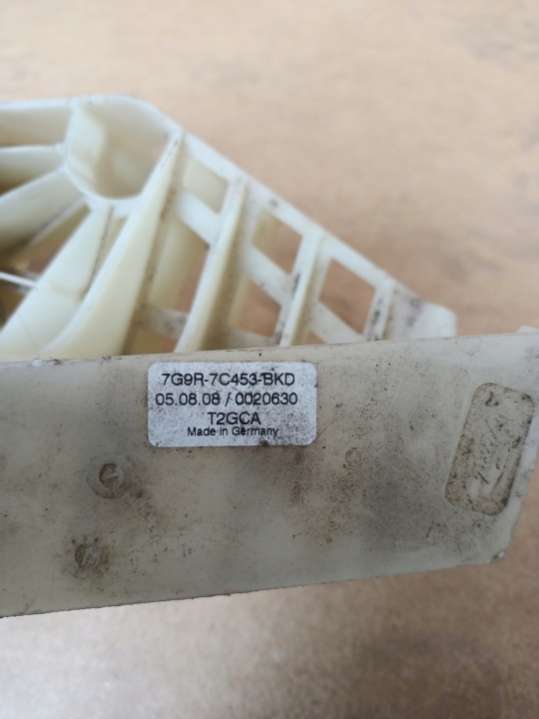 7G9R-7C453-BKD
05.08.08 / 0020630
T2GCA
Made in Germany